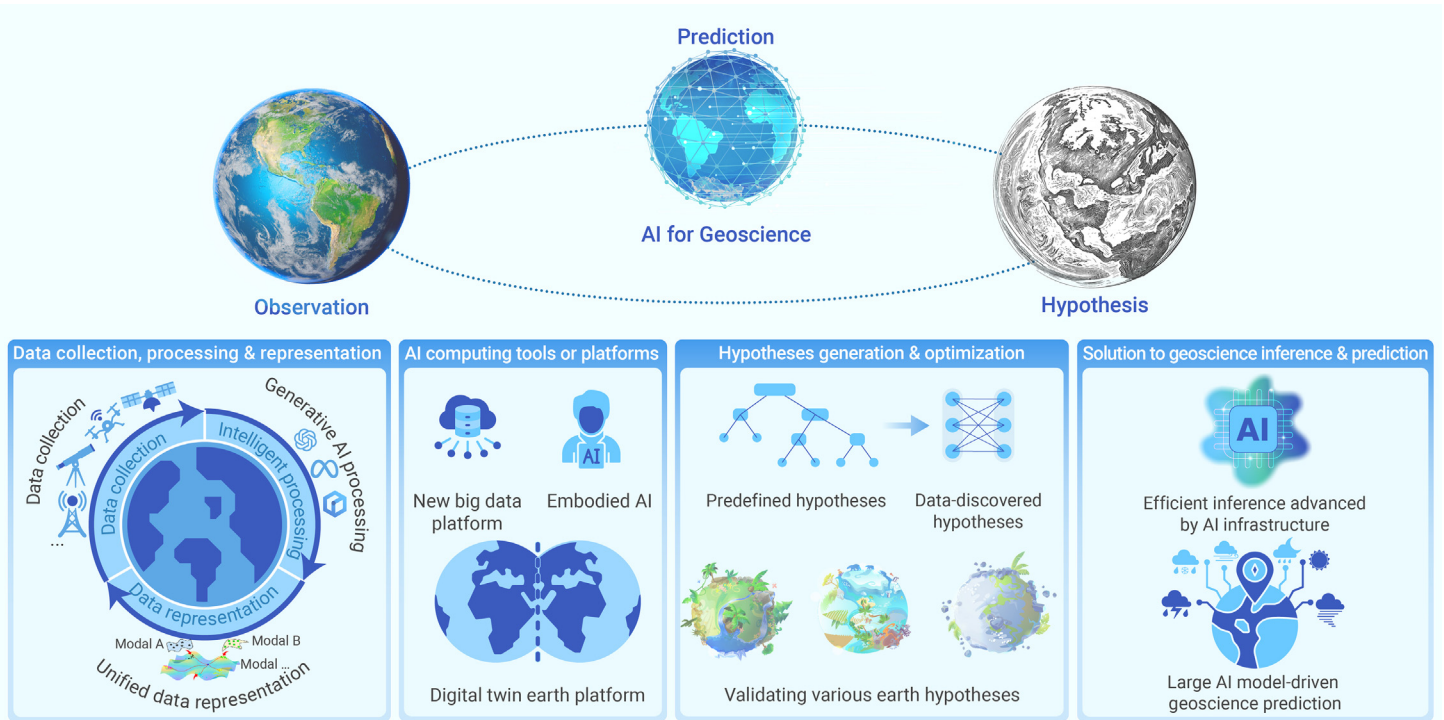 Prediction
AI for Geoscience
Observation
Hypothesis
Data collection, processing & representation
Data collection
Generative AI processing
Data collection
Intelligent processing
Data representation
...
Modal A
Modal B
Modal ...
Unified data representation
AI computing tools or platforms
AI
New big data
platform
Embodied AI
Digital twin earth platform
Hypotheses generation & optimization
Predefined hypotheses
Data-discovered
hypotheses
Validating various earth hypotheses
Solution to geoscience inference & prediction
AI
Efficient inference advanced
by AI infrastructure
Large AI model-driven
geoscience prediction